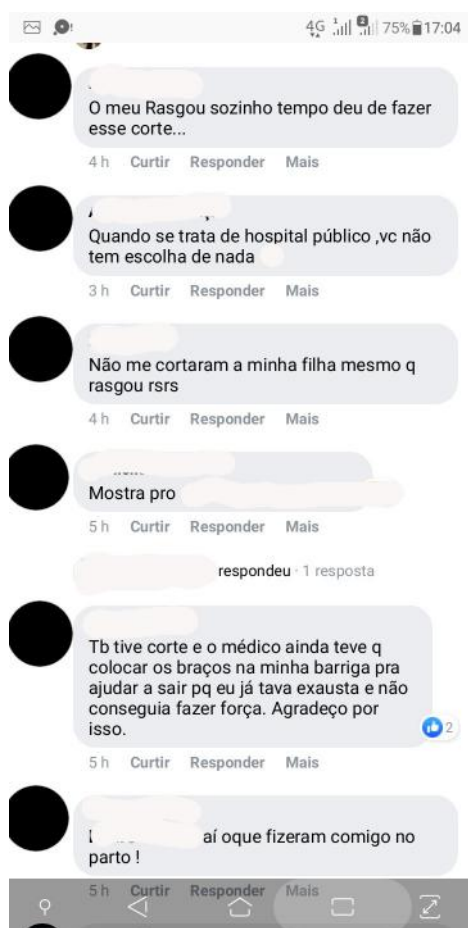 4G 1 2 75% 17:04
O meu Rasgou sozinho tempo deu de fazer
esse corte...
4 h Curtir Responder Mais
Quando se trata de hospital público ,vc não
tem escolha de nada
3 h Curtir Responder Mais
Não me cortaram a minha filha mesmo q
rasgou rsrs
4 h Curtir Responder Mais
Mostra pro
5 h Curtir Responder Mais
respondeu · 1 resposta
Tb tive corte e o médico ainda teve q
colocar os braços na minha barriga pra
ajudar a sair pq eu já tava exausta e não
conseguia fazer força. Agradeço por
isso.
2
5 h Curtir Responder Mais
aí oque fizeram comigo no
parto !
5 h Curtir Responder Mais